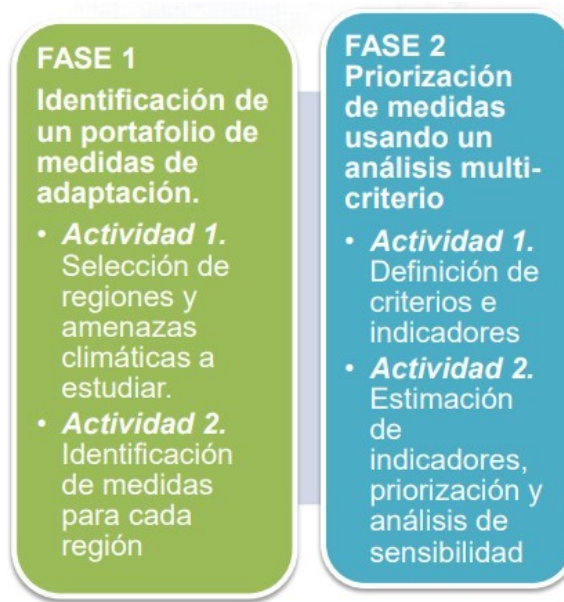 FASE 1
Identificación de
un portafolio de
medidas de
adaptación.
• Actividad 1.
Selección de
regiones y
amenazas
climáticas a
estudiar.
• Actividad 2.
Identificación
de medidas
para cada
región
FASE 2
Priorización
de medidas
usando un
análisis multi-
criterio
• Actividad 1.
Definición de
criterios e
indicadores
• Actividad 2.
Estimación
de
indicadores,
priorización y
análisis de
sensibilidad